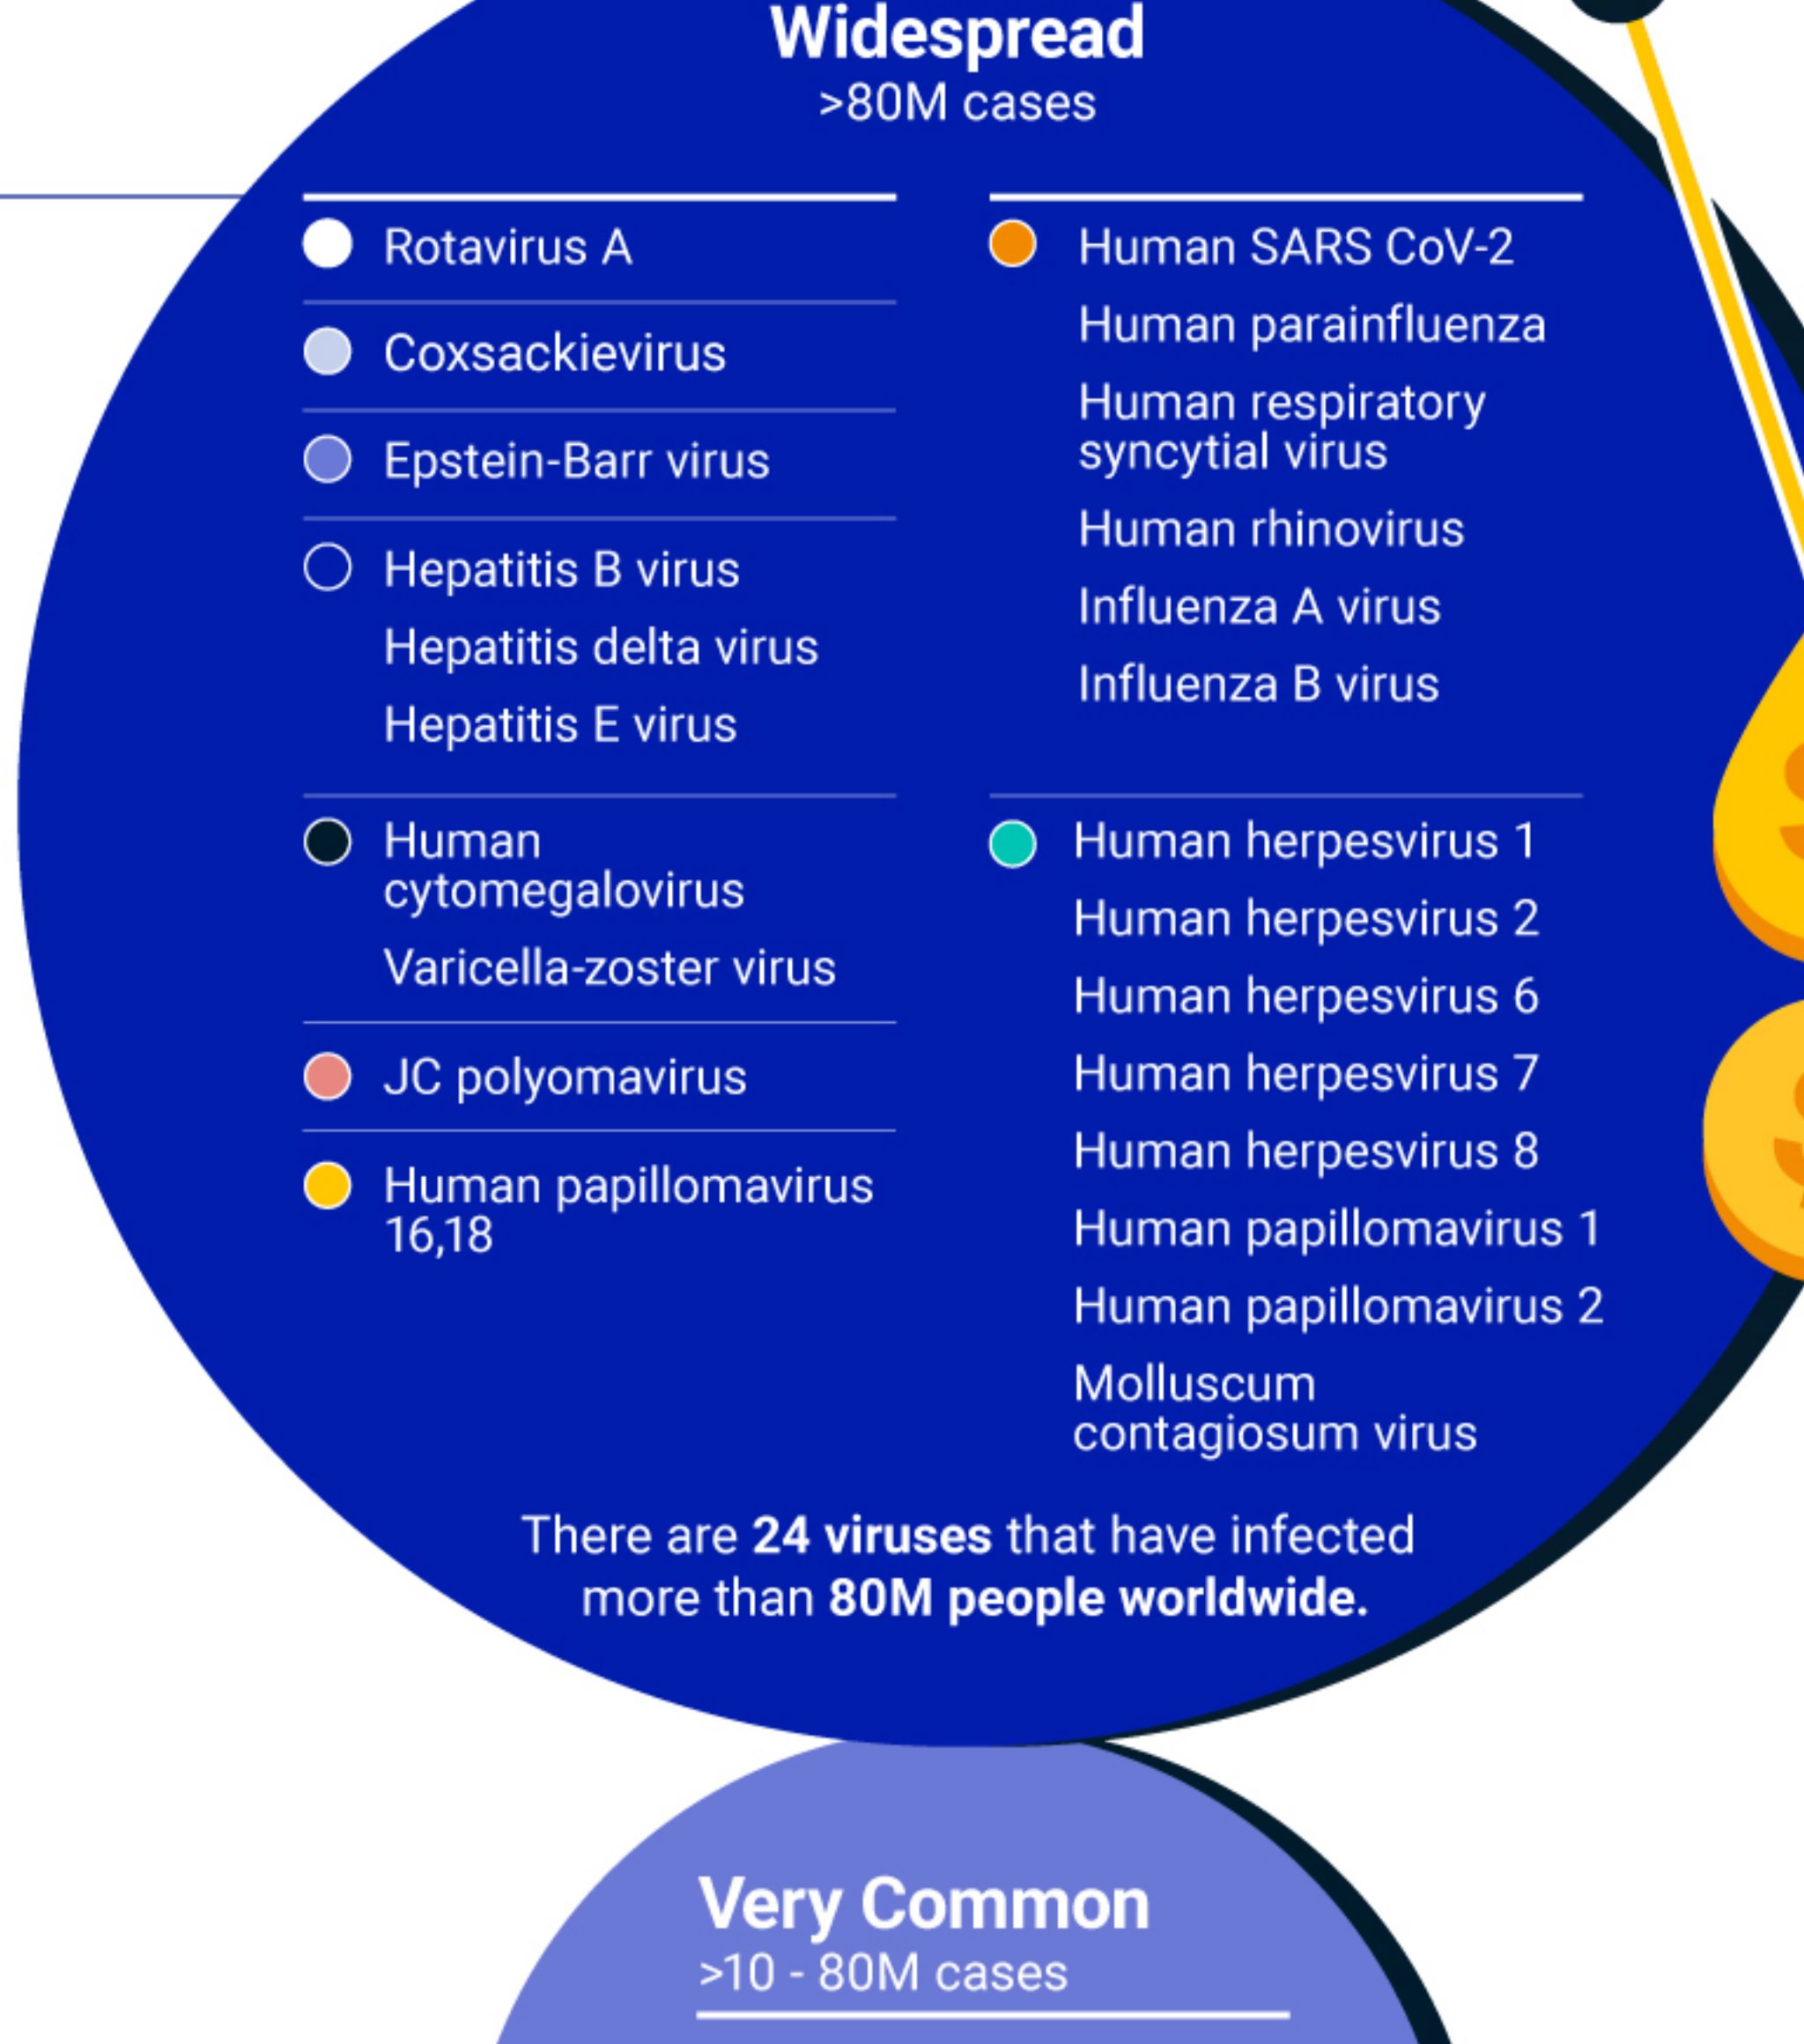 Widespread
>80M cases
Rotavirus A
Coxsackievirus
Epstein-Barr virus
Hepatitis B virus
Hepatitis delta virus
Hepatitis E virus
Human
cytomegalovirus
Varicella-zoster virus
JC polyomavirus
Human papillomavirus
16,18
Human SARS CoV-2
Human parainfluenza
Human respiratory
syncytial virus
Human rhinovirus
Influenza A virus
Influenza B virus
Human herpesvirus 1
Human herpesvirus 2
Human herpesvirus 6
Human herpesvirus 7
Human herpesvirus 8
Human papillomavirus 1
Human papillomavirus 2
Molluscum
contagiosum virus
There are 24 viruses that have infected
more than 80M people worldwide.
Very Common
>10 - 80M cases